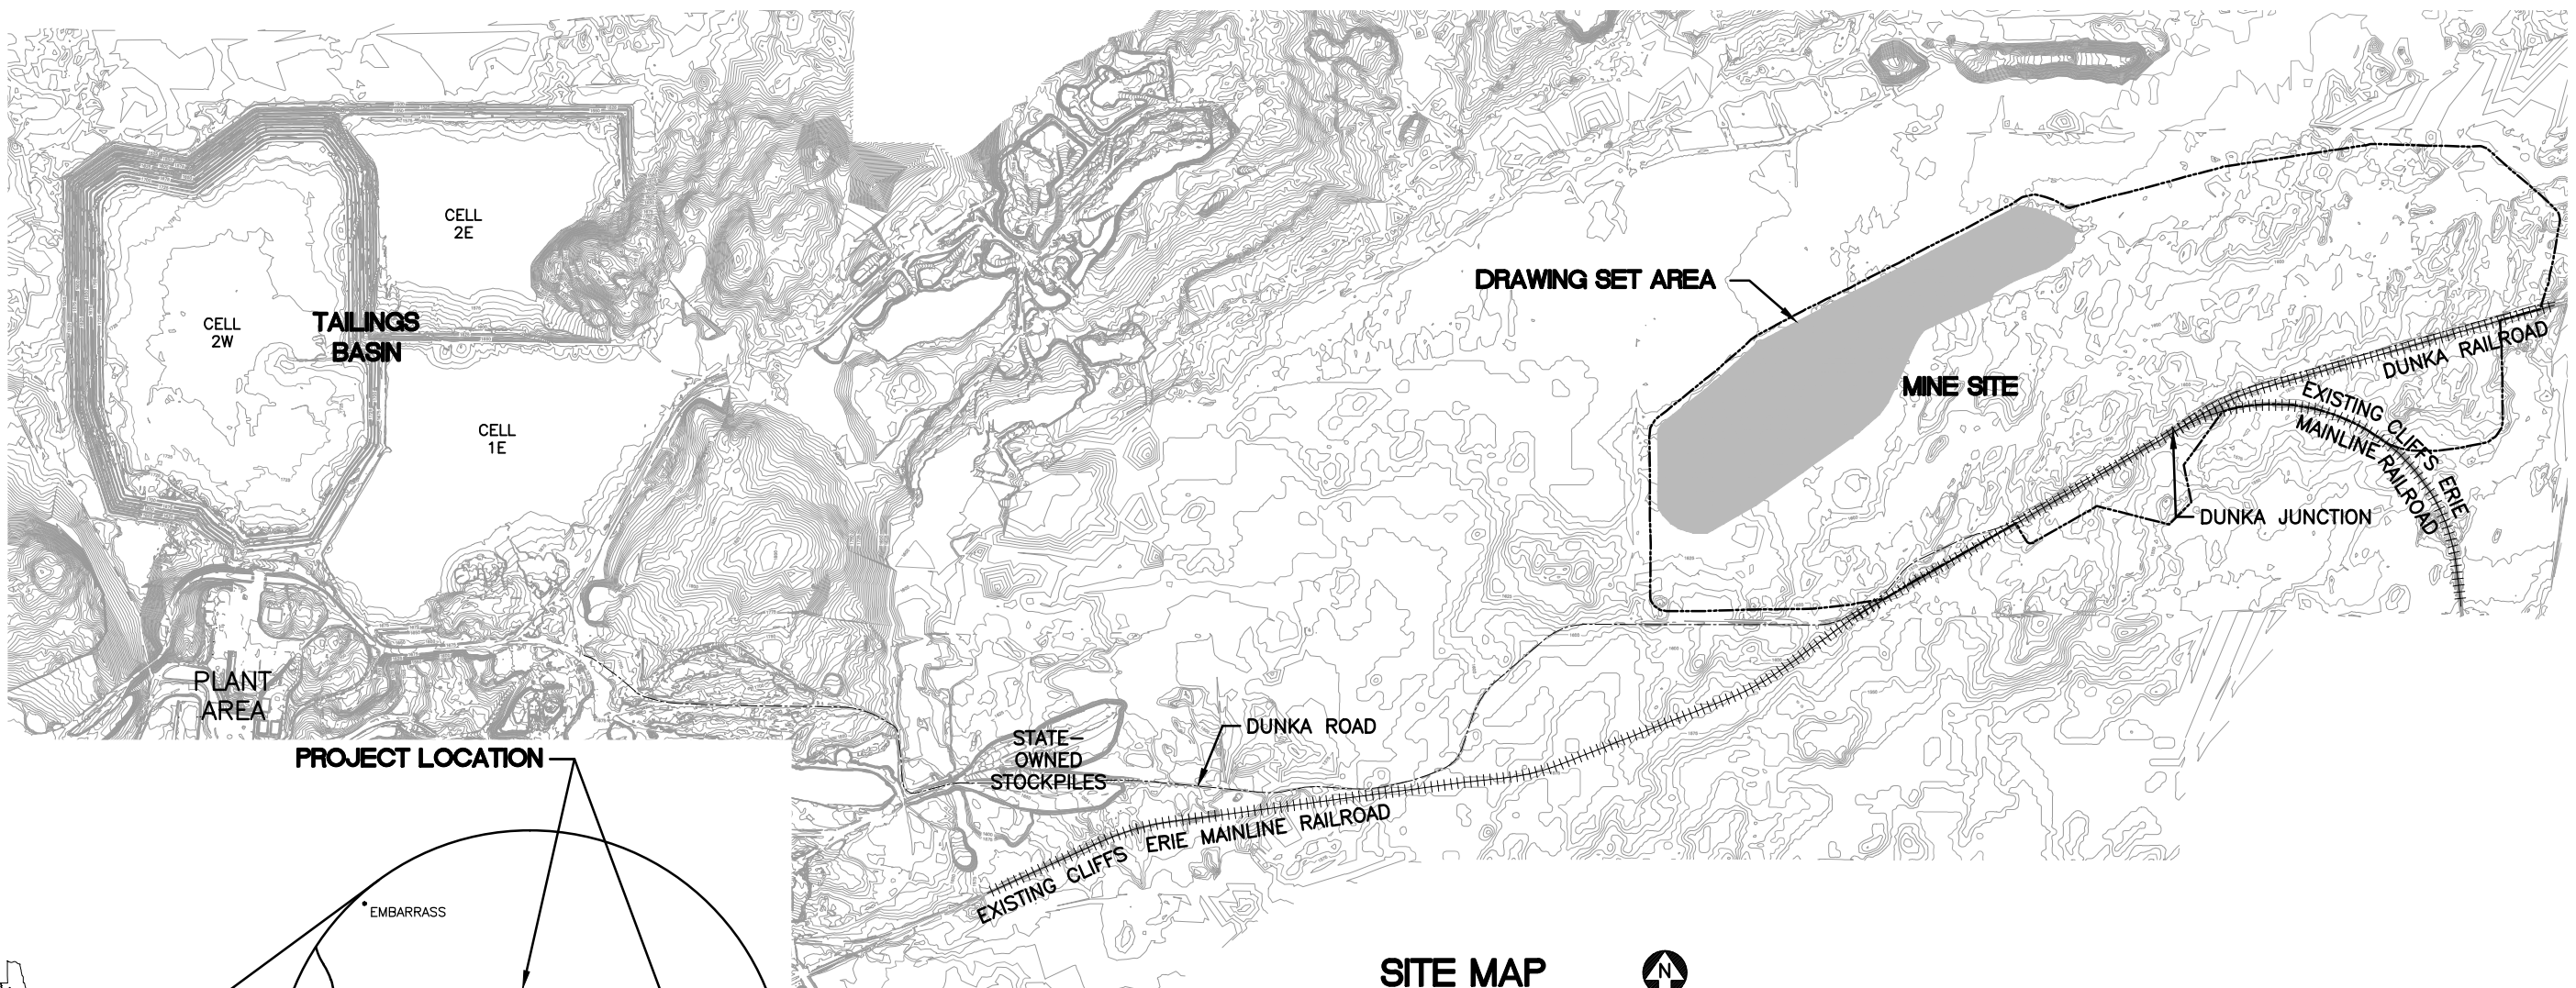 CELL
2E
CELL
2W
TAILINGS
BASIN
CELL
1E
PLANT
AREA
DRAWING SET AREA
MINE SITE
DUNKA RAILROAD
EXISTING CLIFFS ERIE
MAINLINE RAILROAD
DUNKA JUNCTION
STATE-
OWNED
STOCKPILES
DUNKA ROAD
EXISTING CLIFFS ERIE MAINLINE RAILROAD
PROJECT LOCATION
EMBARRASS
SITE MAP
N